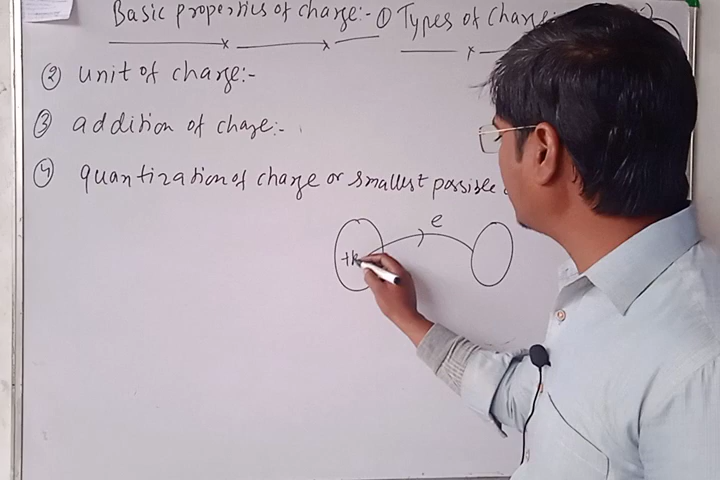 Basic properties of charge:- ① Types of Charge:
② unit of charge:-
③ addition of charge:-
④ quantization of charge or smallest possible
e
+k